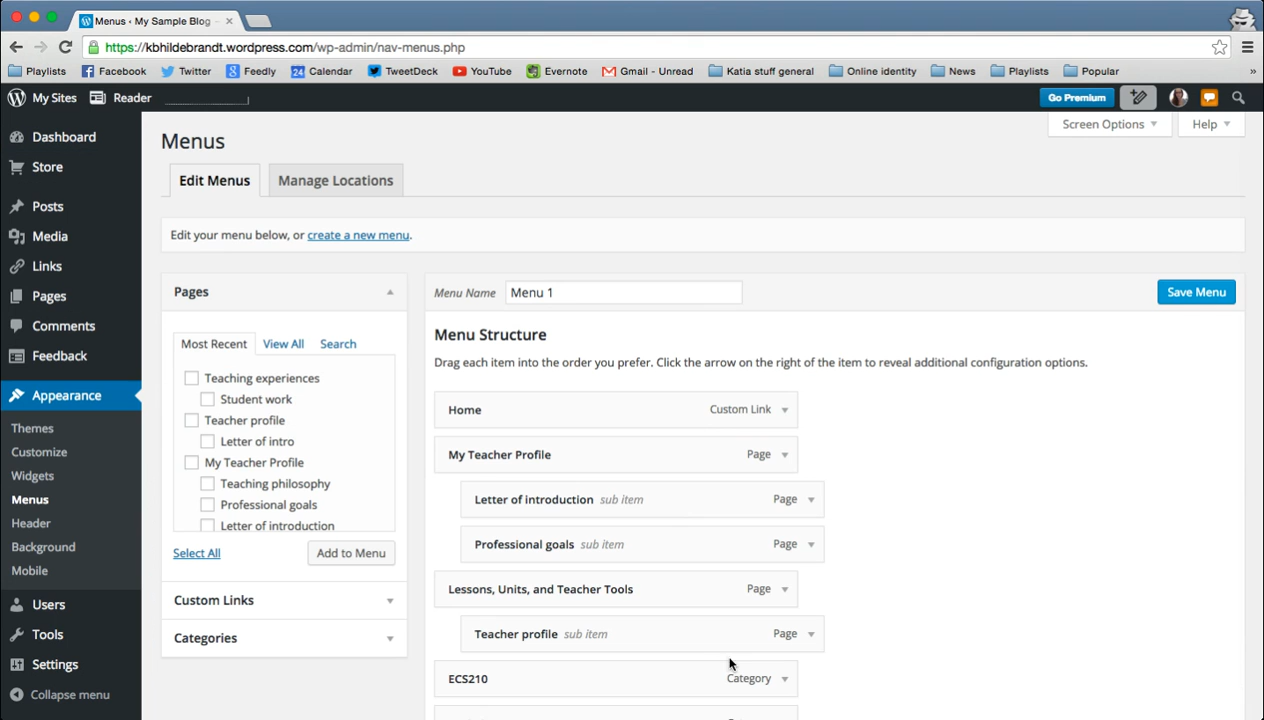 Menus ‹ My Sample Blog
https://kbhildebrandt.wordpress.com/wp-admin/nav-menus.php
Playlists Facebook Twitter Feedly 24 Calendar TweetDeck YouTube Evernote Gmail - Unread Katia stuff general Online identity News Playlists Popular »
My Sites Reader Go Premium
Screen Options Help
Dashboard
Store
Posts
Media
Links
Pages
Comments
Feedback
Appearance
Themes
Customize
Widgets
Menus
Header
Background
Mobile
Users
Tools
Settings
Collapse menu
Menus
Edit Menus Manage Locations
Edit your menu below, or create a new menu.
Pages
Most Recent View All Search
Teaching experiences
Student work
Teacher profile
Letter of intro
My Teacher Profile
Teaching philosophy
Professional goals
Letter of introduction
Select All Add to Menu
Custom Links
Categories
Menu Name Menu 1 Save Menu
Menu Structure
Drag each item into the order you prefer. Click the arrow on the right of the item to reveal additional configuration options.
Home Custom Link
My Teacher Profile Page
Letter of introduction sub item Page
Professional goals sub item Page
Lessons, Units, and Teacher Tools Page
Teacher profile sub item Page
ECS210 Category